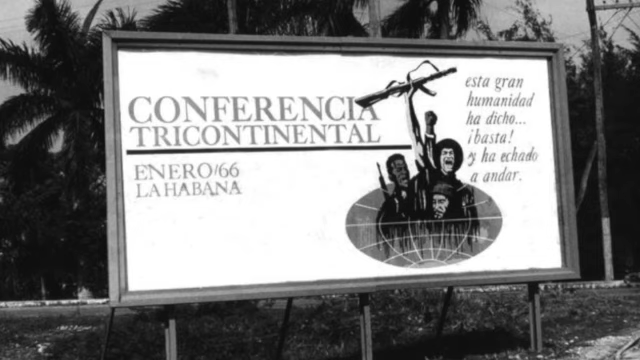 CONFERENCIA
TRICONTINENTAL
ENERO/66
LA HABANA
esta gran
humanidad
ha dicho...
¡basta!
y ha echado
a andar.